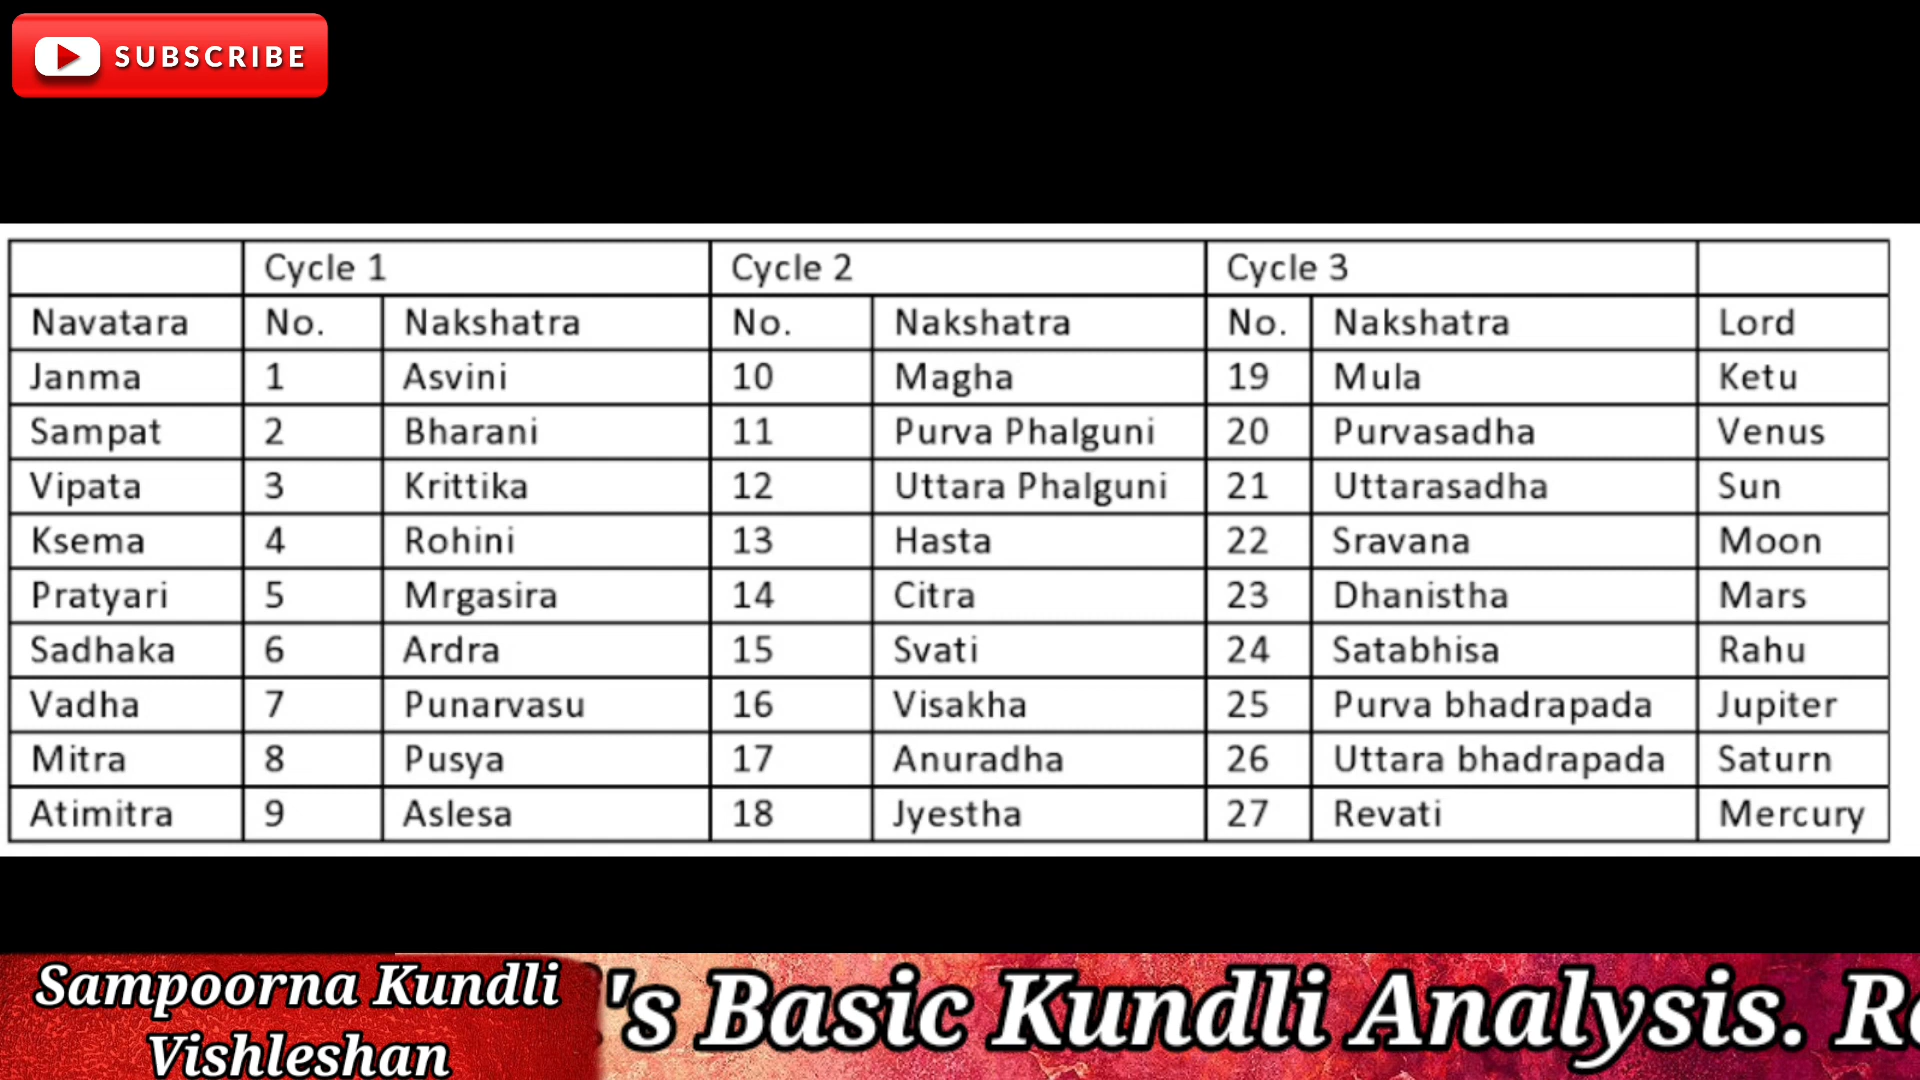 SUBSCRIBE
Cycle 1 Cycle 2 Cycle 3
Navatara No. Nakshatra No. Nakshatra No. Nakshatra Lord
Janma 1 Asvini 10 Magha 19 Mula Ketu
Sampat 2 Bharani 11 Purva Phalguni 20 Purvasadha Venus
Vipata 3 Krittika 12 Uttara Phalguni 21 Uttarasadha Sun
Ksema 4 Rohini 13 Hasta 22 Sravana Moon
Pratyari 5 Mrgasira 14 Citra 23 Dhanistha Mars
Sadhaka 6 Ardra 15 Svati 24 Satabhisa Rahu
Vadha 7 Punarvasu 16 Visakha 25 Purva bhadrapada Jupiter
Mitra 8 Pusya 17 Anuradha 26 Uttara bhadrapada Saturn
Atimitra 9 Aslesa 18 Jyestha 27 Revati Mercury
Sampoorna Kundli
Vishleshan
's Basic Kundli Analysis.